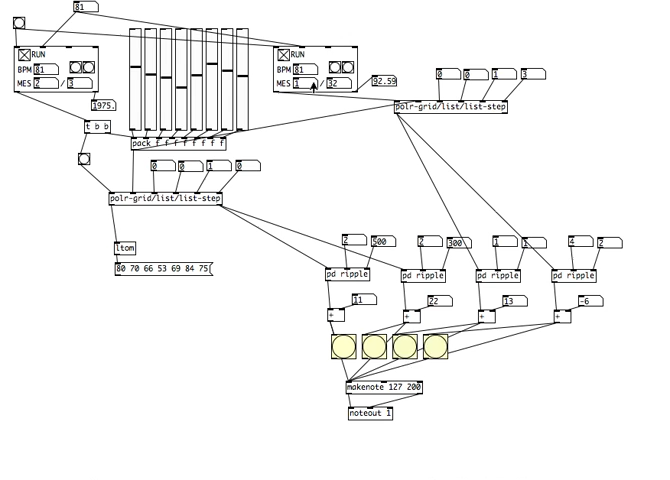 81
RUN
RUN
BPM 81
BPM 81
MES 2 / 3
MES 1 / 32
92.59
0 0 1 3
1975.
polr-grid/list/list-step
t b b
pack f f f f f f f f
0 0 1 0
polr-grid/list/list-step
2 500 2 300 1 1 4 2
ltom
80 70 66 53 69 84 75
pd ripple pd ripple pd ripple pd ripple
11 22 13 -6
+ + + +
makenote 127 200
noteout 1